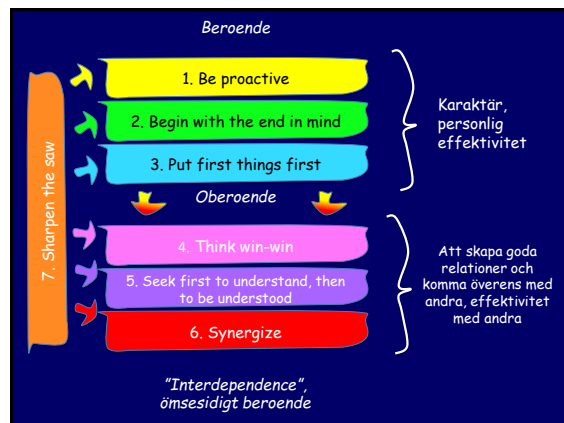 Beroende
1. Be proactive
2. Begin with the end in mind
3. Put first things first
Karaktär,
personlig
effektivitet
7. Sharpen the saw
Oberoende
4. Think win-win
5. Seek first to understand, then
to be understood
6. Synergize
Att skapa goda
relationer och
komma överens med
andra, effektivitet
med andra
”Interdependence”,
ömsesidigt beroende